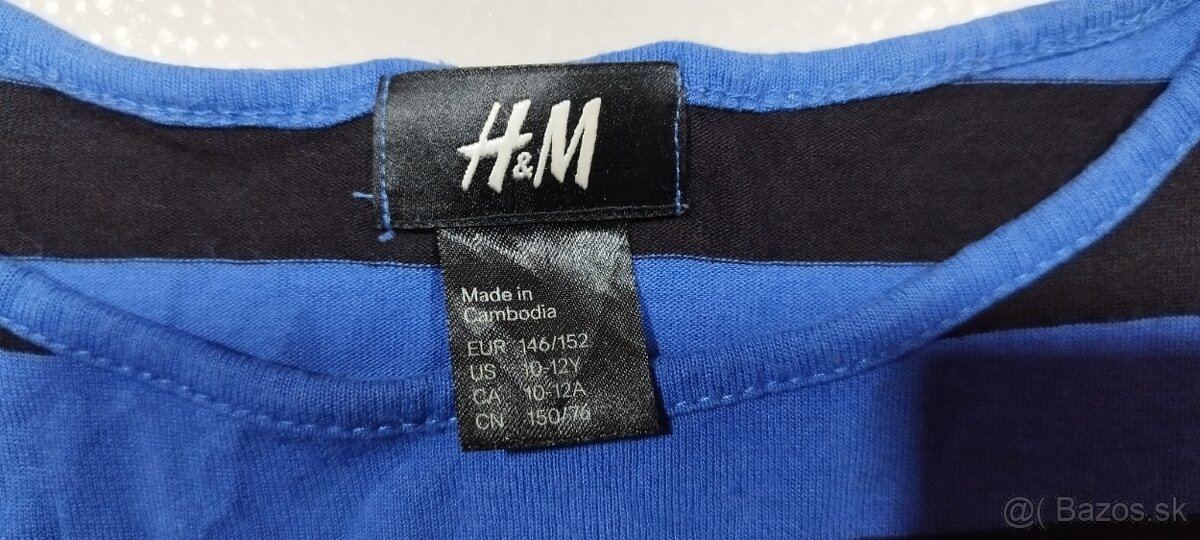 H&M
Made in
Cambodia
EUR 146/152
US 10-12Y
CA 10-12A
CN 150/76
@( Bazos.sk